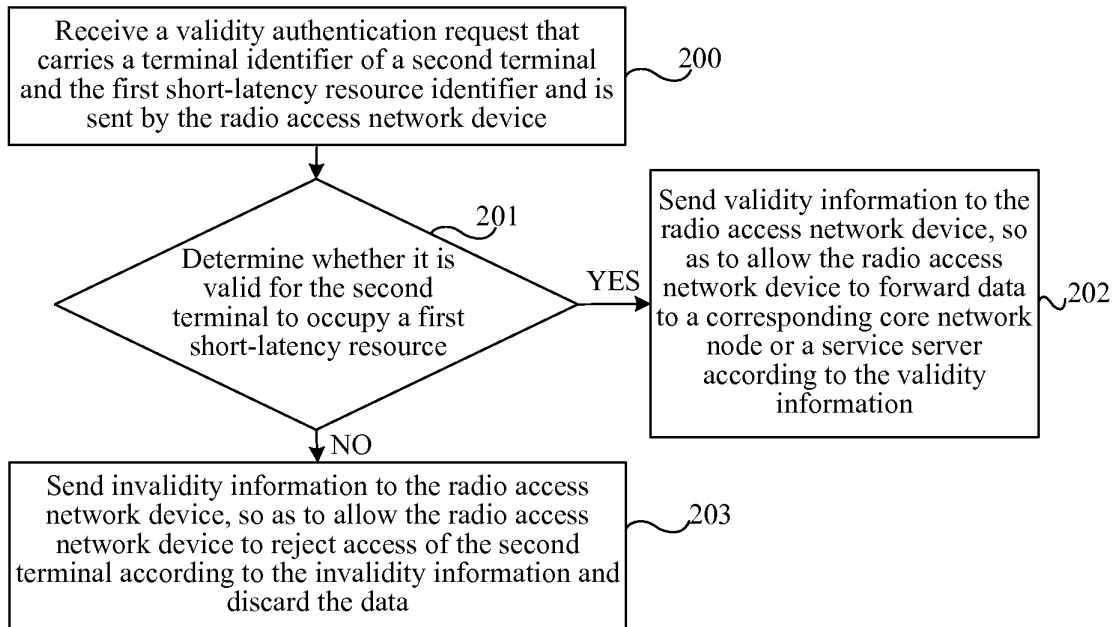 Receive a validity authentication request that
carries a terminal identifier of a second terminal
and the first short-latency resource identifier and is
sent by the radio access network device
200
201
Determine whether it is
valid for the second
terminal to occupy a first
short-latency resource
YES
Send validity information to the
radio access network device, so
as to allow the radio access
network device to forward data
to a corresponding core network
node or a service server
according to the validity
information
202
NO
Send invalidity information to the radio access
network device, so as to allow the radio access
network device to reject access of the second
terminal according to the invalidity information and
discard the data
203